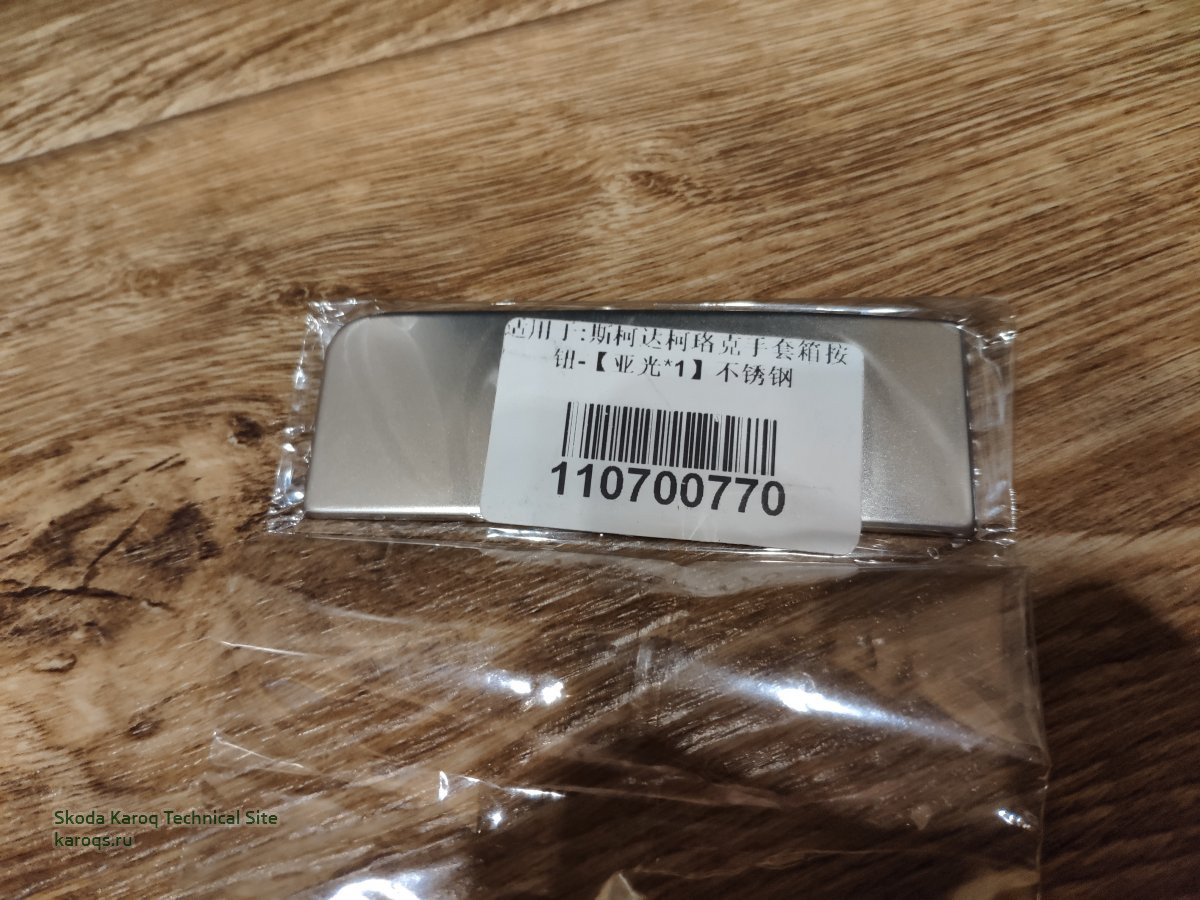 适用于:斯柯达柯珞克手套箱按
钮-【亚光*1】不锈钢
110700770
Skoda Karoq Technical Site
karoqs.ru